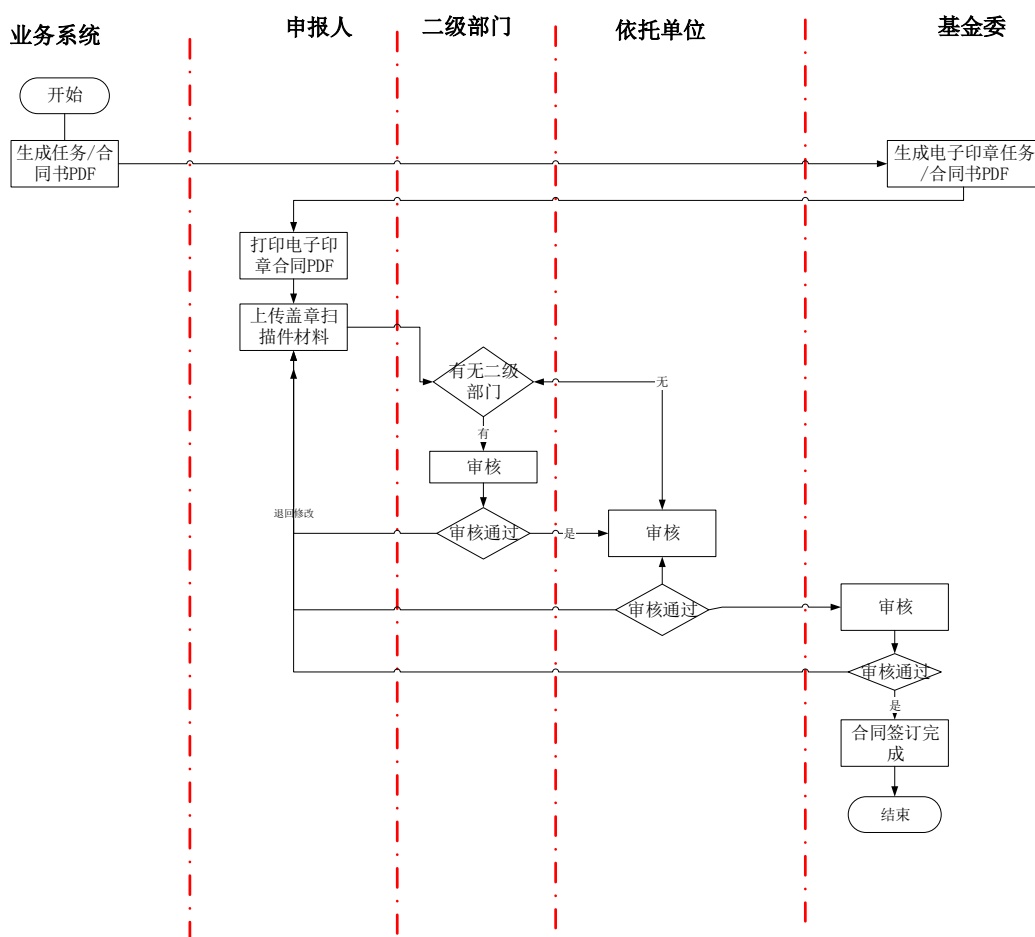 业务系统
申报人
二级部门
依托单位
基金委
开始
生成任务/合
同书PDF
生成电子印章任务
/合同书PDF
打印电子印
章合同PDF
上传盖章扫
描件材料
有无二级
部门
无
有
审核
退回修改
审核通过
是
审核
审核通过
审核
审核通过
是
合同签订完
成
结束